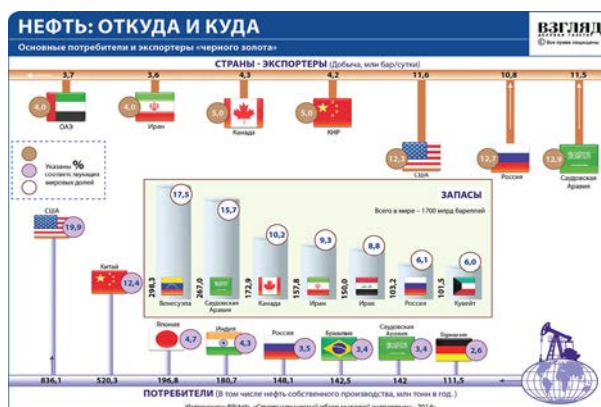 НЕФТЬ: ОТКУДА И КУДА
Основные потребители и экспортеры «черного золота»
ВЗГЛЯД
ДЕЛОВАЯ ГАЗЕТА
© Все права защищены
СТРАНЫ - ЭКСПОРТЕРЫ (Добыча, млн бар/сутки)
3,7 3,6 4,3 4,2 11,6 10,8 11,5
4,0 4,0 5,0 5,0
ОАЭ Иран Канада КНР
12,3 12,7 12,9
США Россия Саудовская Аравия
Указаны %
соответствующих
мировых долей
ЗАПАСЫ
Всего в мире – 1700 млрд баррелей
17,5 15,7 10,2 9,3 8,8 6,1 6,0
298,3 267,0 172,9 157,8 150,0 103,2 101,5
Венесуэла Саудовская Аравия Канада Иран Ирак Россия Кувейт
США
19,9
Китай
12,4
Япония Индия Россия Бразилия Саудовская Аравия Германия
4,7 4,3 3,5 3,4 3,4 2,6
836,1 520,3 196,8 180,7 148,1 142,5 142 111,5
ПОТРЕБИТЕЛИ (В том числе нефть собственного производства, млн тонн в год.)